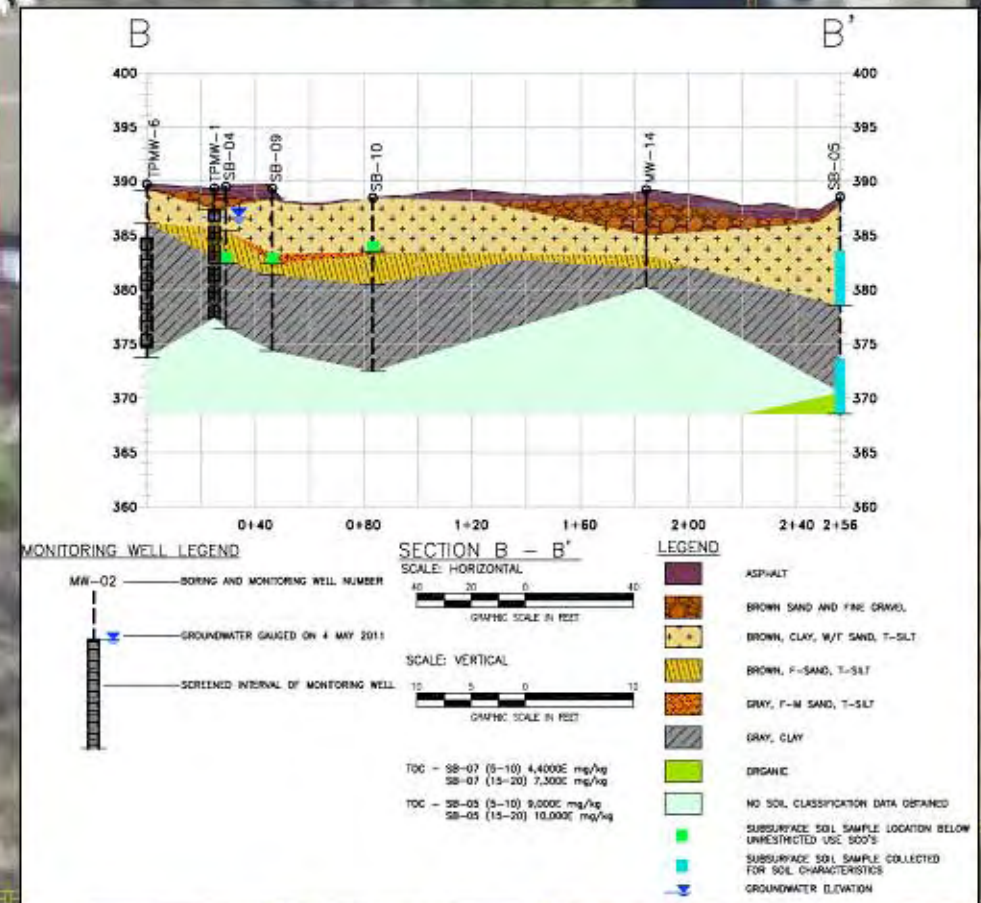 B B'
400 400
395 395
TPMW-6
TPMW-1
SB-04
SB-09
SB-10
MW-14
SB-05
390 390
385 385
380 380
375 375
370 370
365 365
360 360
0+40 0+80 1+20 1+60 2+00 2+40 2+56
MONITORING WELL LEGEND
MW-02
BORING AND MONITORING WELL NUMBER
GROUNDWATER GAUGED ON 4 MAY 2011
SCREENED INTERVAL OF MONITORING WELL
SECTION B - B'
SCALE: HORIZONTAL
40 20 0 40
GRAPHIC SCALE IN FEET
SCALE: VERTICAL
10 5 0
GRAPHIC SCALE IN FEET
TOC - SB-07 (5-10) 4,4000E mg/kg
SB-07 (15-20) 7,300E mg/kg
TOC - SB-05 (5-10) 9,000E mg/kg
SB-05 (15-20) 10,000E mg/kg
LEGEND
ASPHALT
BROWN SAND AND FINE GRAVEL
BROWN, CLAY, W/F SAND, T-SILT
BROWN, F-SAND, T-SILT
GRAY, F-M SAND, T-SILT
GRAY, CLAY
ORGANIC
NO SOIL CLASSIFICATION DATA OBTAINED
SUBSURFACE SOIL SAMPLE LOCATION BELOW
UNRESTRICTED USE SCO'S
SUBSURFACE SOIL SAMPLE COLLECTED
FOR SOIL CHARACTERISTICS
GROUNDWATER ELEVATION